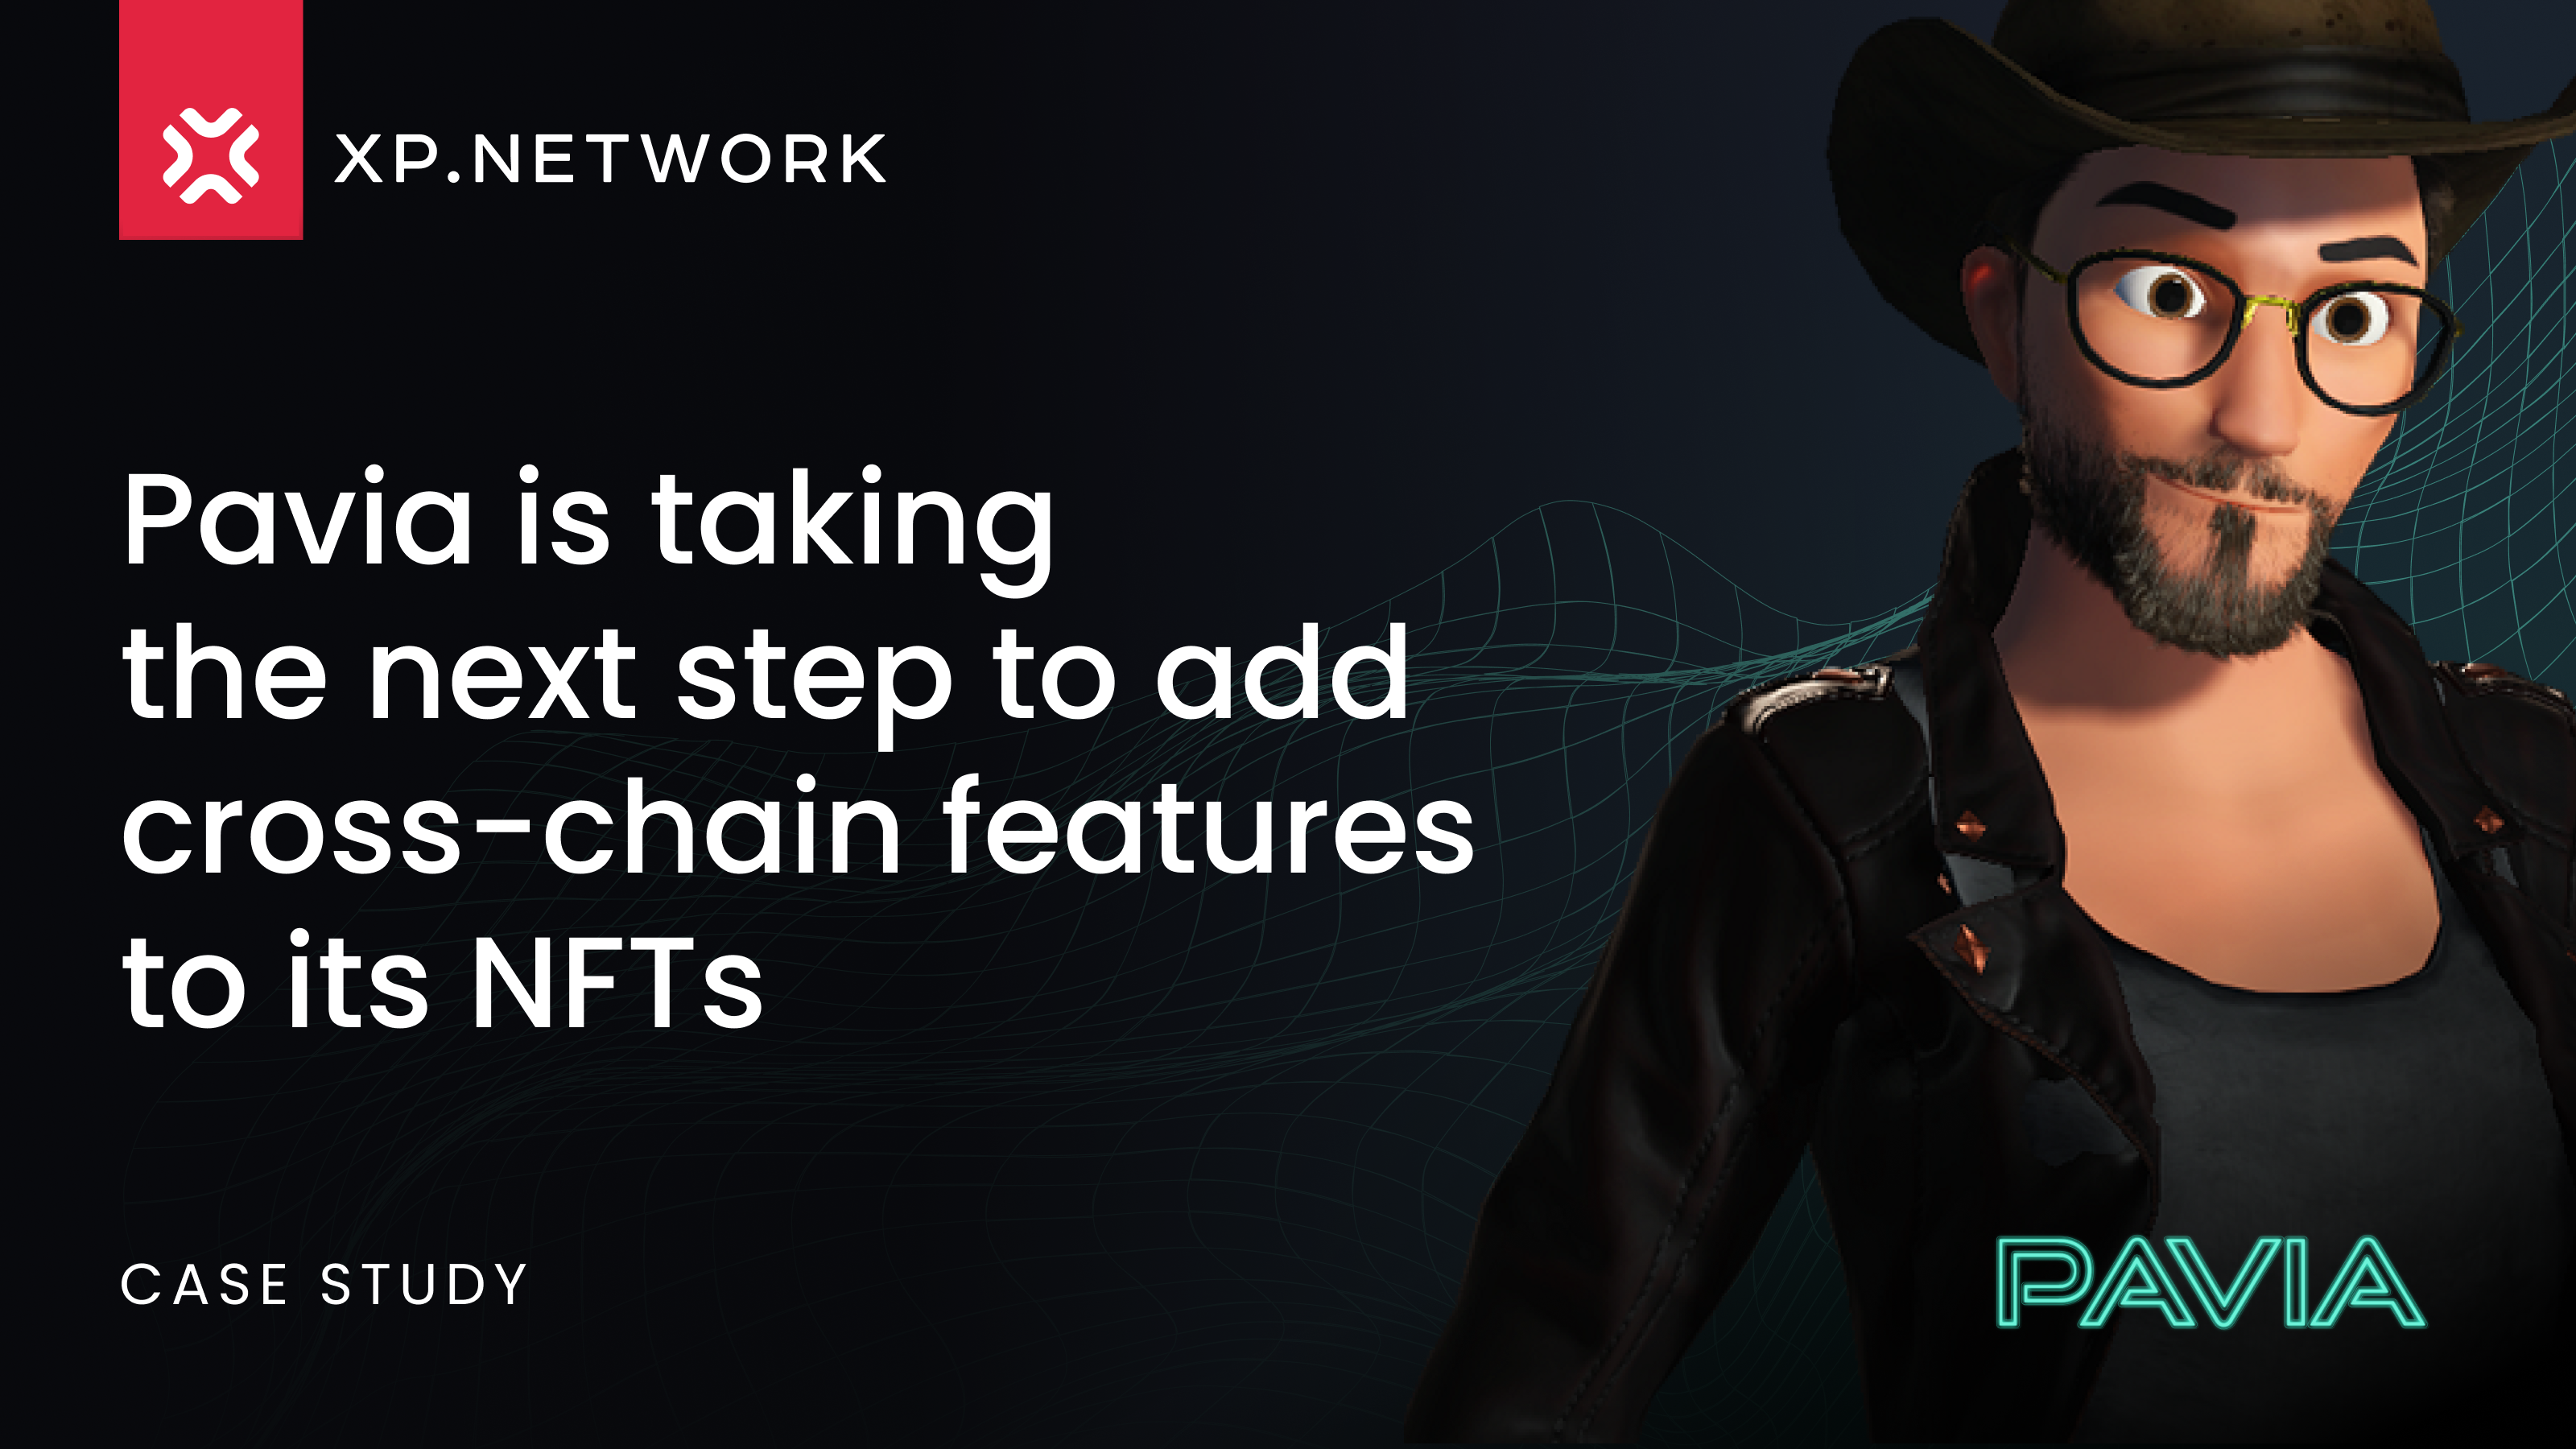 XP.NETWORK
Pavia is taking
the next step to add
cross-chain features
to its NFTs
CASE STUDY
PAVIA